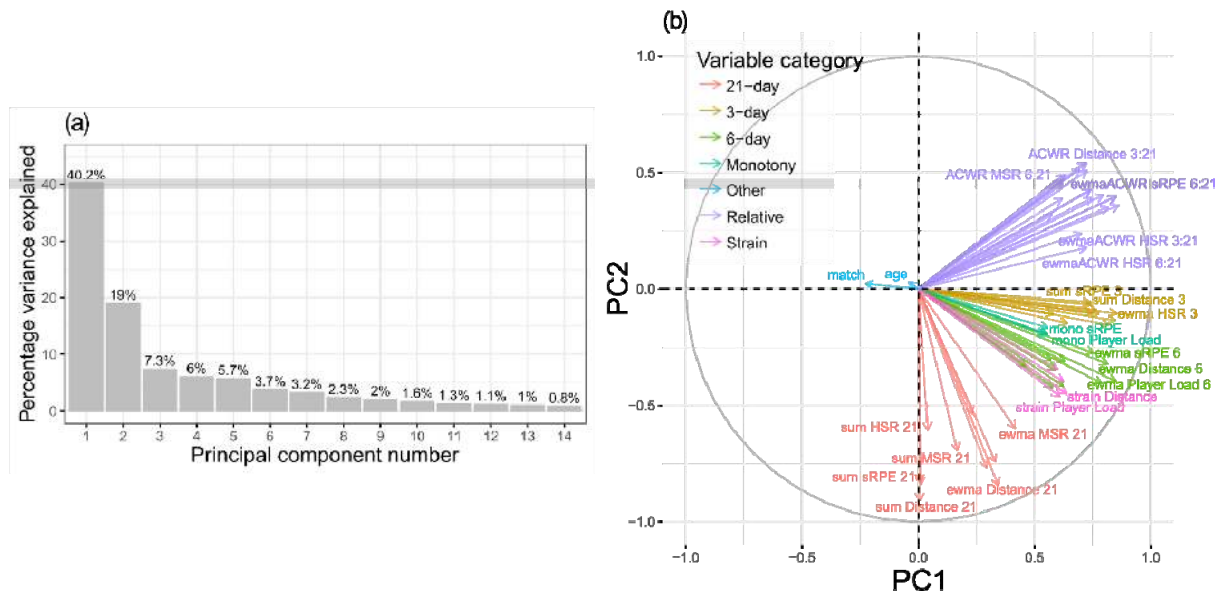 (a)
Percentage variance explained
40
20
0
40.2%
19%
7.3%
6%
5.7%
3.7%
3.2%
2.3%
2%
1.6%
1.3%
1.1%
1%
0.8%
1 2 3 4 5 6 7 8 9 10 11 12 13 14
Principal component number
(b)
PC2
1.0
0.5
0.0
−0.5
−1.0
Variable category
21−day
3−day
6−day
Monotony
Other
Relative
Strain
ACWR Distance 3:21
ACWR MSR 6:21
ewmaACWR sRPE 6:21
ewmaACWR HSR 3:21
ewmaACWR HSR 6:21
match
age
sum sRPE 3
sum Distance 3
ewma HSR 3
mono sRPE
mono Player Load
ewma sRPE 6
ewma Distance 6
ewma Player Load 6
strain Distance
strain Player Load
sum HSR 21
ewma MSR 21
sum MSR 21
sum sRPE 21
ewma Distance 21
sum Distance 21
−1.0 −0.5 0.0 0.5 1.0
PC1